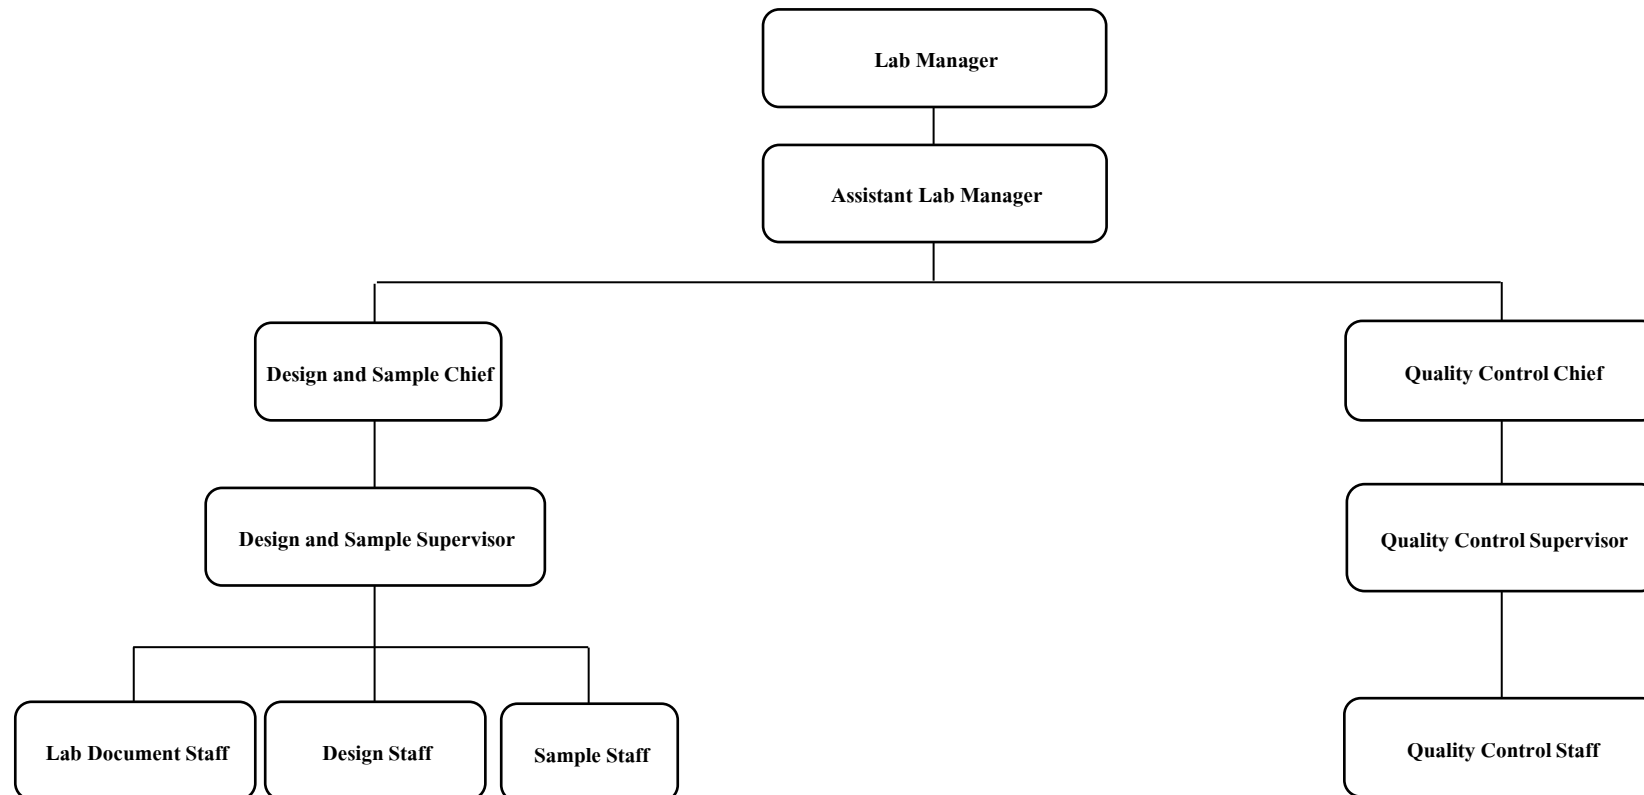 Lab Manager
Assistant Lab Manager
Design and Sample Chief
Quality Control Chief
Design and Sample Supervisor
Quality Control Supervisor
Lab Document Staff
Design Staff
Sample Staff
Quality Control Staff